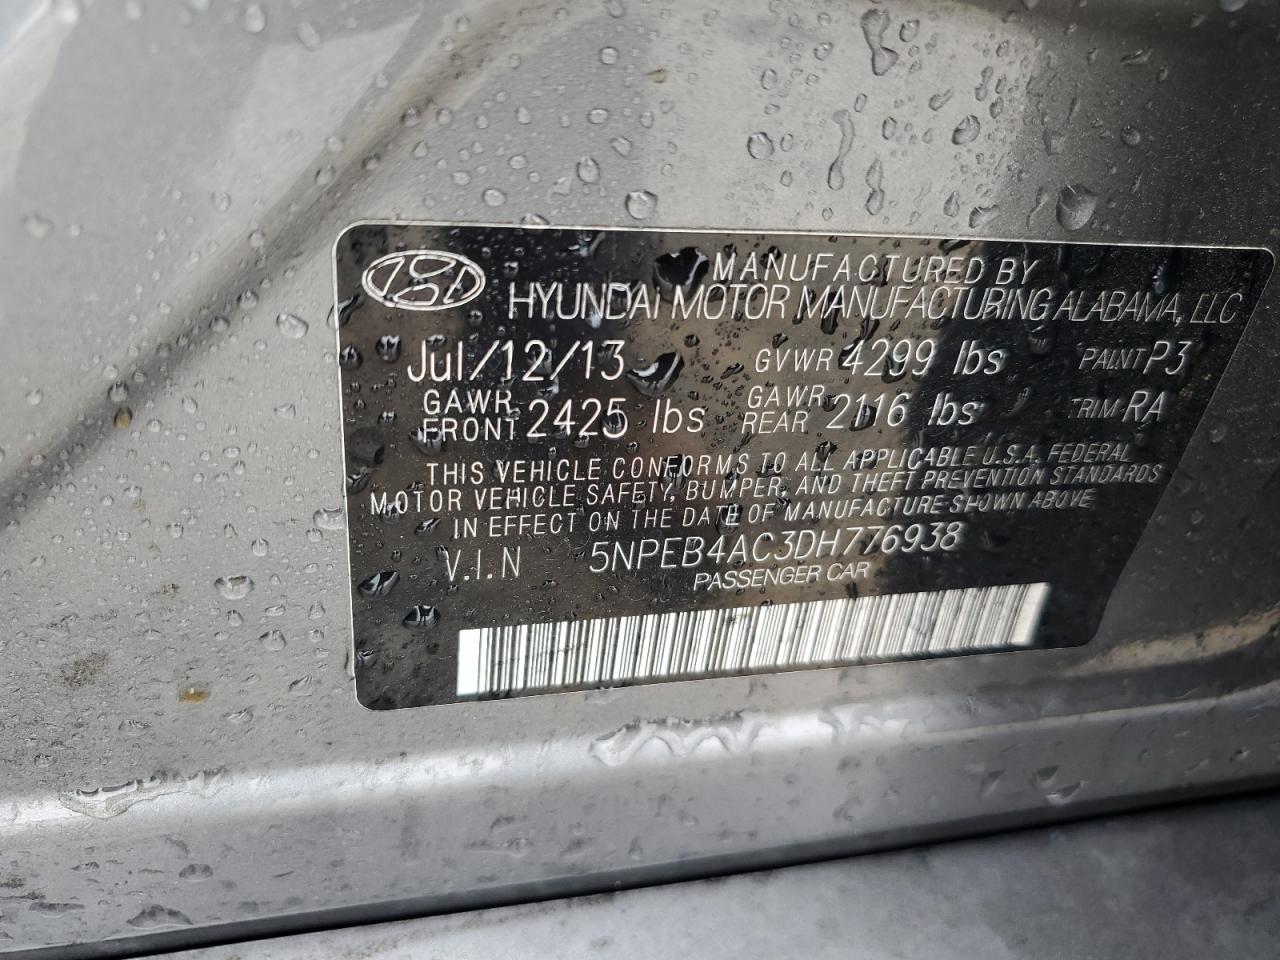 MANUFACTURED BY
HYUNDAI MOTOR MANUFACTURING ALABAMA, LLC
Jul/12/13 GVWR 4299 lbs PAINT P3
GAWR FRONT 2425 lbs GAWR REAR 2116 lbs TRIM RA
THIS VEHICLE CONFORMS TO ALL APPLICABLE U.S.A. FEDERAL
MOTOR VEHICLE SAFETY, BUMPER, AND THEFT PREVENTION STANDARDS
IN EFFECT ON THE DATE OF MANUFACTURE SHOWN ABOVE
V.I.N 5NPEB4AC3DH776938
PASSENGER CAR